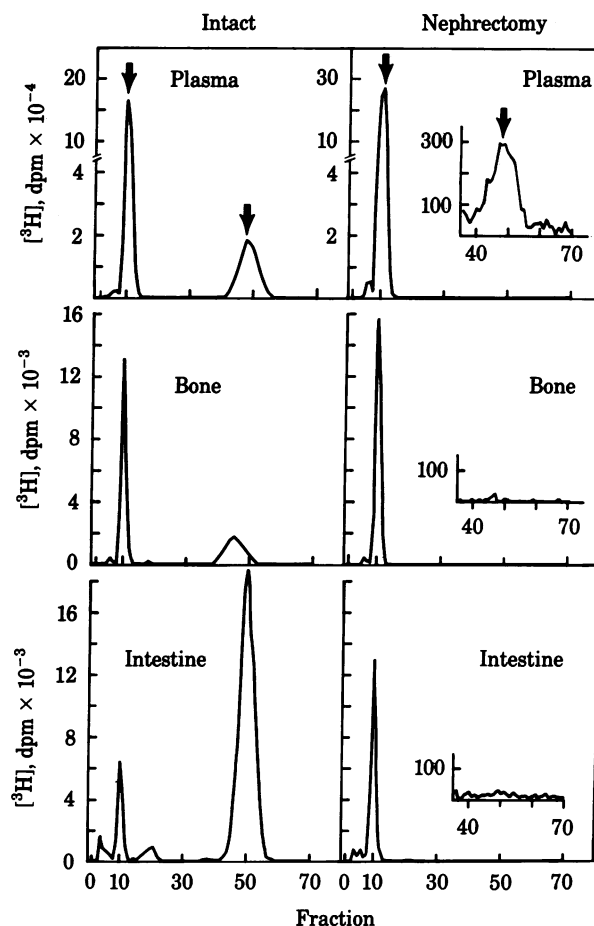 Intact Nephrectomy
[³H], dpm × 10⁻⁴
20
15
10
4
2
Plasma
30
20
10
4
2
Plasma
300
100
40 70
[³H], dpm × 10⁻³
16
12
8
4
0
Bone
Bone
100
40 70
[³H], dpm × 10⁻³
16
12
8
4
0
Intestine
Intestine
100
40 70
0 10 30 50 70 0 10 30 50 70
Fraction